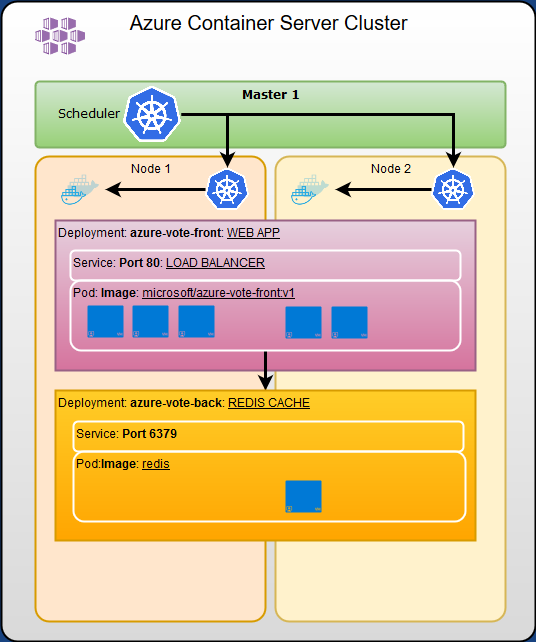 Azure Container Server Cluster
Master 1
Scheduler
Node 1
Node 2
Deployment: azure-vote-front: WEB APP
Service: Port 80: LOAD BALANCER
Pod: Image: microsoft/azure-vote-front:v1
Deployment: azure-vote-back: REDIS CACHE
Service: Port 6379
Pod:Image: redis